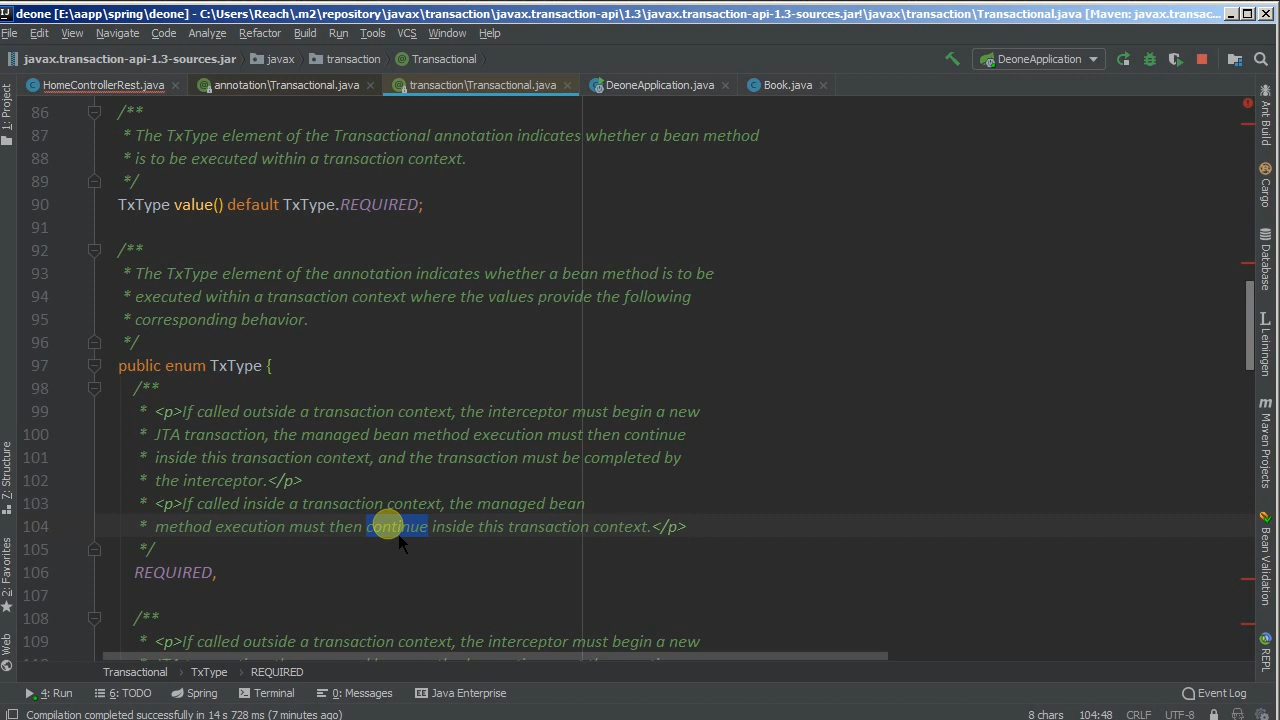 deone [E:\aapp\spring\deone] - C:\Users\Reach\.m2\repository\javax\transaction\javax.transaction-api\1.3\javax.transaction-api-1.3-sources.jar!\javax\transaction\Transactional.java [Maven: javax.transac...
File Edit View Navigate Code Analyze Refactor Build Run Tools VCS Window Help
javax.transaction-api-1.3-sources.jar javax transaction Transactional DeoneApplication
HomeControllerRest.java annotation\Transactional.java transaction\Transactional.java DeoneApplication.java Book.java
86 /**
87 * The TxType element of the Transactional annotation indicates whether a bean method
88 * is to be executed within a transaction context.
89 */
90 TxType value() default TxType.REQUIRED;
91
92 /**
93 * The TxType element of the annotation indicates whether a bean method is to be
94 * executed within a transaction context where the values provide the following
95 * corresponding behavior.
96 */
97 public enum TxType {
98 /**
99 * <p>If called outside a transaction context, the interceptor must begin a new
100 * JTA transaction, the managed bean method execution must then continue
101 * inside this transaction context, and the transaction must be completed by
102 * the interceptor.</p>
103 * <p>If called inside a transaction context, the managed bean
104 * method execution must then continue inside this transaction context.</p>
105 */
106 REQUIRED,
107
108 /**
109 * <p>If called outside a transaction context, the interceptor must begin a new
Transactional TxType REQUIRED
4: Run 6: TODO Spring Terminal 0: Messages Java Enterprise Event Log
Compilation completed successfully in 14 s 728 ms (7 minutes ago) 8 chars 104:48 CRLF UTF-8
1: Project
7: Structure
2: Favorites
Web
Ant Build
Cargo
Database
Leiningen
Maven Projects
Bean Validation
REPL